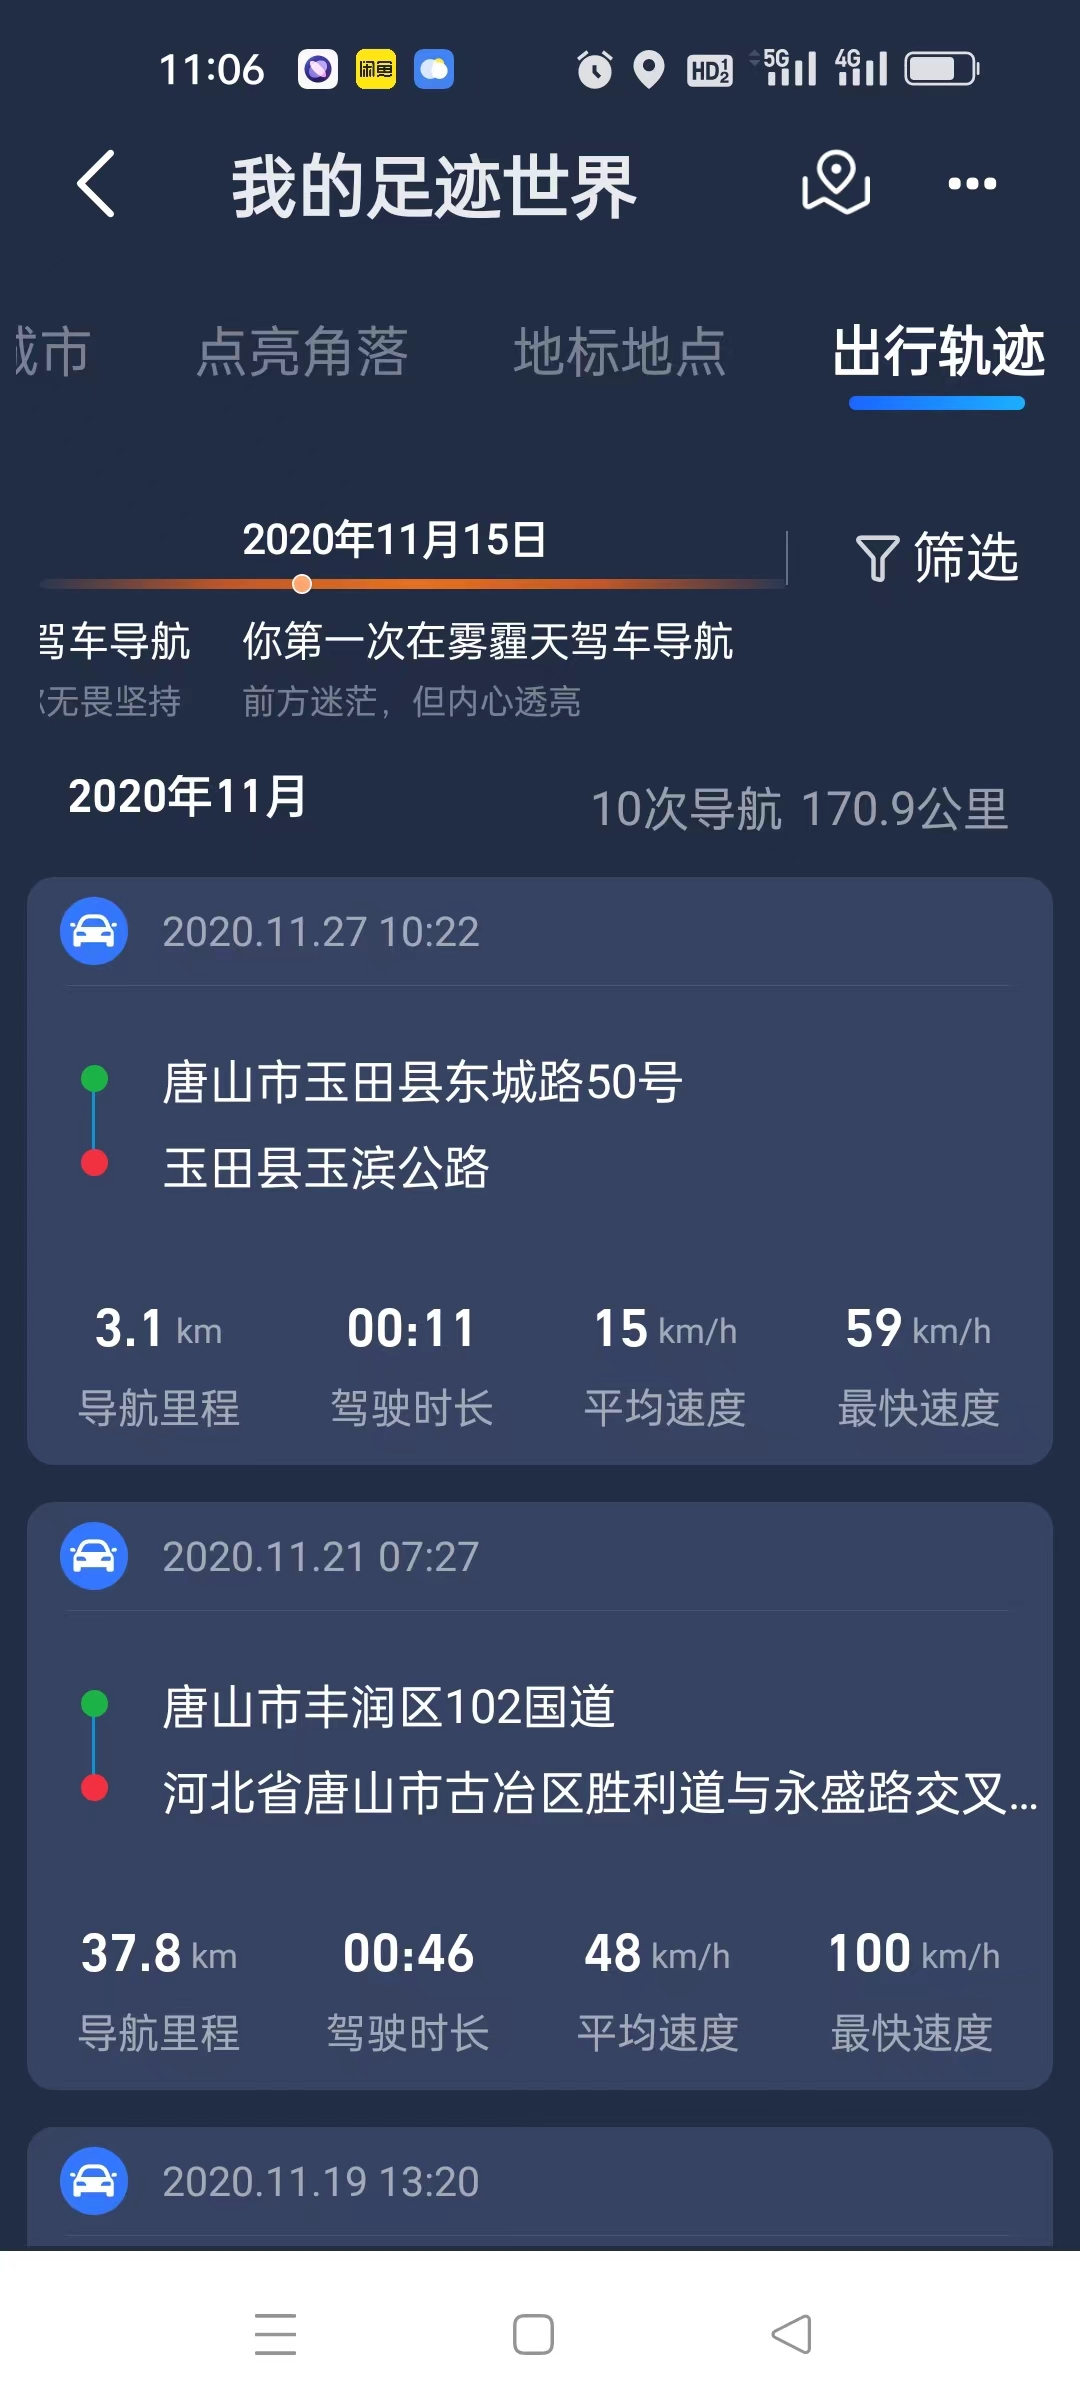 11:06 闲鱼 HD 1 2 5G 4G
我的足迹世界
城市 点亮角落 地标地点 出行轨迹
2020年11月15日
筛选
驾车导航 你第一次在雾霾天驾车导航
无畏坚持 前方迷茫，但内心透亮
2020年11月 10次导航 170.9公里
2020.11.27 10:22
唐山市玉田县东城路50号
玉田县玉滨公路
3.1 km 00:11 15 km/h 59 km/h
导航里程 驾驶时长 平均速度 最快速度
2020.11.21 07:27
唐山市丰润区102国道
河北省唐山市古冶区胜利道与永盛路交叉...
37.8 km 00:46 48 km/h 100 km/h
导航里程 驾驶时长 平均速度 最快速度
2020.11.19 13:20